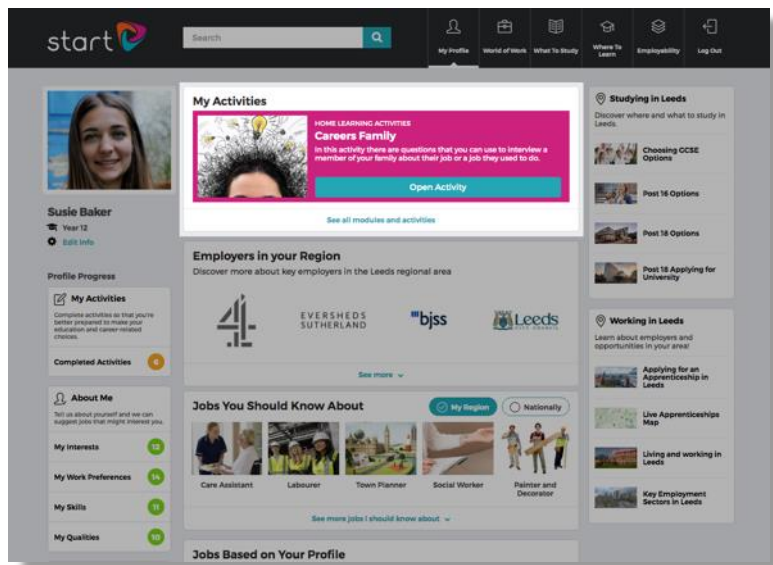 start
Search
My Profile
World of Work
What To Study
Where To
Learn
Employability
Log Out
Susie Baker
Year 12
Edit Info
Profile Progress
My Activities
Complete activities so that you're
better prepared to make your
education and career-related
choices.
Completed Activities 6
About Me
Tell us about yourself and we can
suggest jobs that might interest you.
My Interests 12
My Work Preferences 14
My Skills 11
My Qualities 10
My Activities
HOME LEARNING ACTIVITIES
Careers Family
In this activity there are questions that you can use to interview a
member of your family about their job or a job they used to do.
Open Activity
See all modules and activities
Employers in your Region
Discover more about key employers in the Leeds regional area
EVERSHEDS
SUTHERLAND
bjss
Leeds
CITY COUNCIL
See more
Jobs You Should Know About
My Region
Nationally
Care Assistant
Labourer
Town Planner
Social Worker
Painter and
Decorator
See more jobs I should know about
Jobs Based on Your Profile
Studying in Leeds
Discover where and what to study in
Leeds.
Choosing GCSE
Options
Post 16 Options
Post 18 Options
Post 18 Applying for
University
Working in Leeds
Learn about employers and
opportunities in your area!
Applying for an
Apprenticeship in
Leeds
Live Apprenticeships
Map
Living and working in
Leeds
Key Employment
Sectors in Leeds